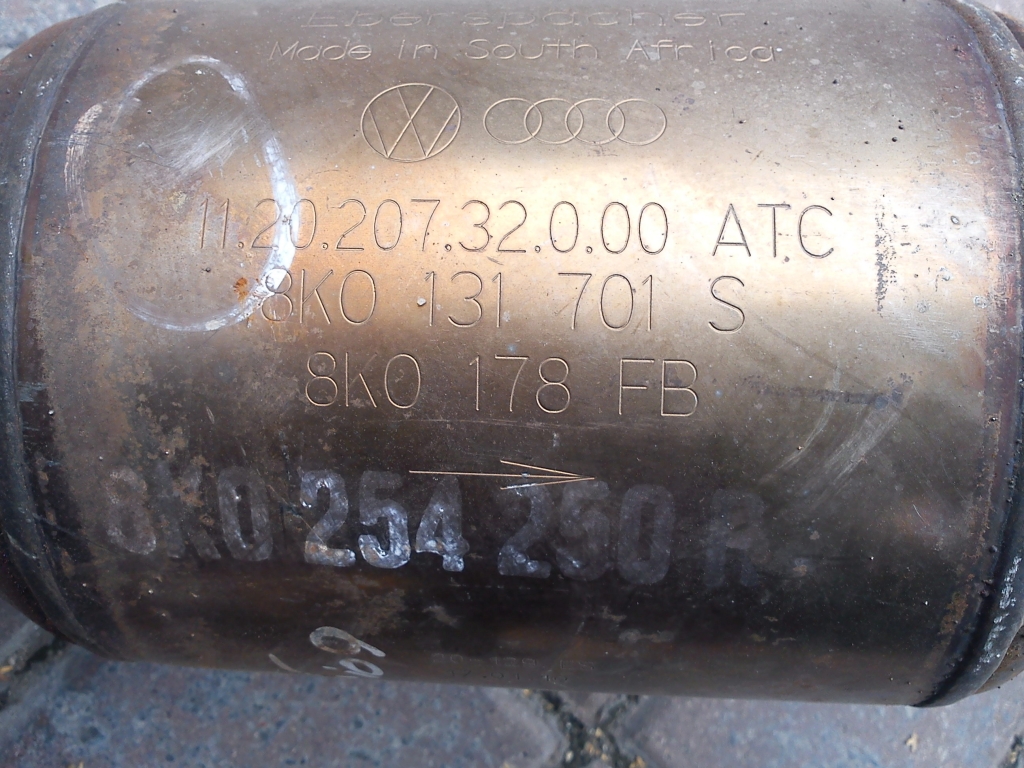 Eberspächer
Made in South Africa
11.20.207.32.0.00 ATC
8K0 131 701 S
8K0 178 FB
8K0 254 250 R